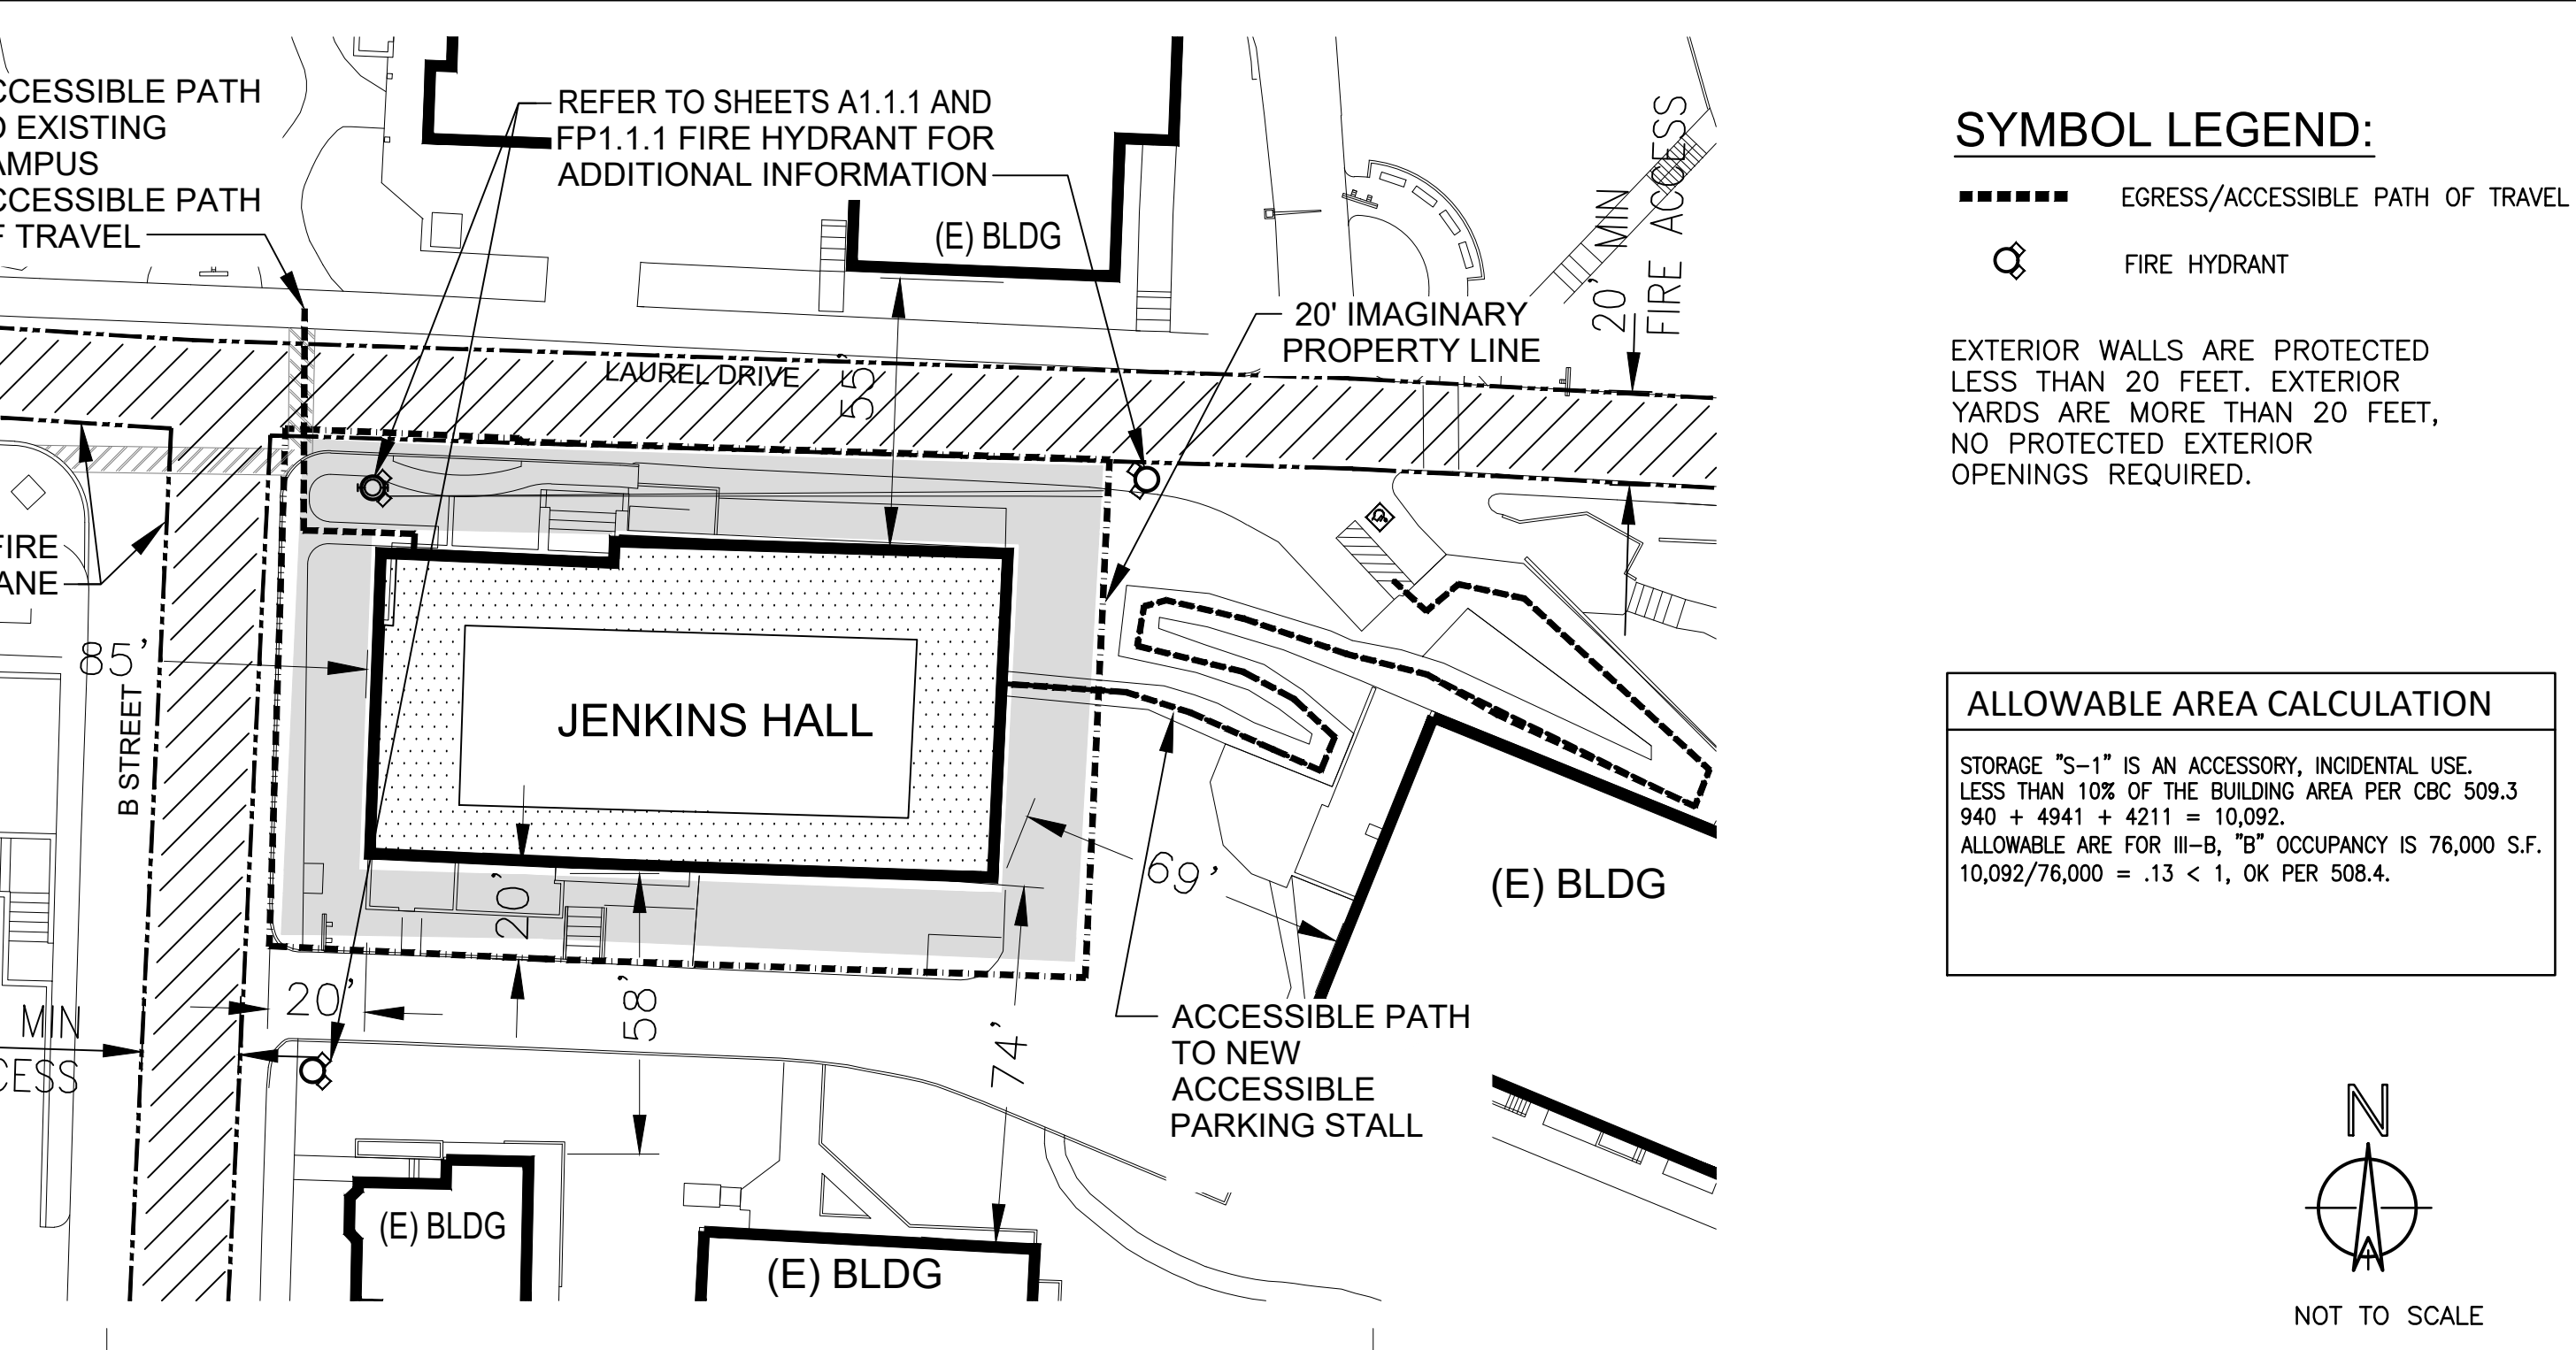 CCESSIBLE PATH
O EXISTING
AMPUS
CCESSIBLE PATH
F TRAVEL
REFER TO SHEETS A1.1.1 AND
FP1.1.1 FIRE HYDRANT FOR
ADDITIONAL INFORMATION
(E) BLDG
20' MIN
FIRE ACCESS
20' IMAGINARY
PROPERTY LINE
LAUREL DRIVE
55'
FIRE
ANE
85'
B STREET
JENKINS HALL
20'
69'
(E) BLDG
20'
58'
74'
MIN
CESS
ACCESSIBLE PATH
TO NEW
ACCESSIBLE
PARKING STALL
(E) BLDG
(E) BLDG
SYMBOL LEGEND:
EGRESS/ACCESSIBLE PATH OF TRAVEL
FIRE HYDRANT
EXTERIOR WALLS ARE PROTECTED
LESS THAN 20 FEET. EXTERIOR
YARDS ARE MORE THAN 20 FEET,
NO PROTECTED EXTERIOR
OPENINGS REQUIRED.
ALLOWABLE AREA CALCULATION
STORAGE "S-1" IS AN ACCESSORY, INCIDENTAL USE.
LESS THAN 10% OF THE BUILDING AREA PER CBC 509.3
940 + 4941 + 4211 = 10,092.
ALLOWABLE ARE FOR III-B, "B" OCCUPANCY IS 76,000 S.F.
10,092/76,000 = .13 < 1, OK PER 508.4.
N
NOT TO SCALE